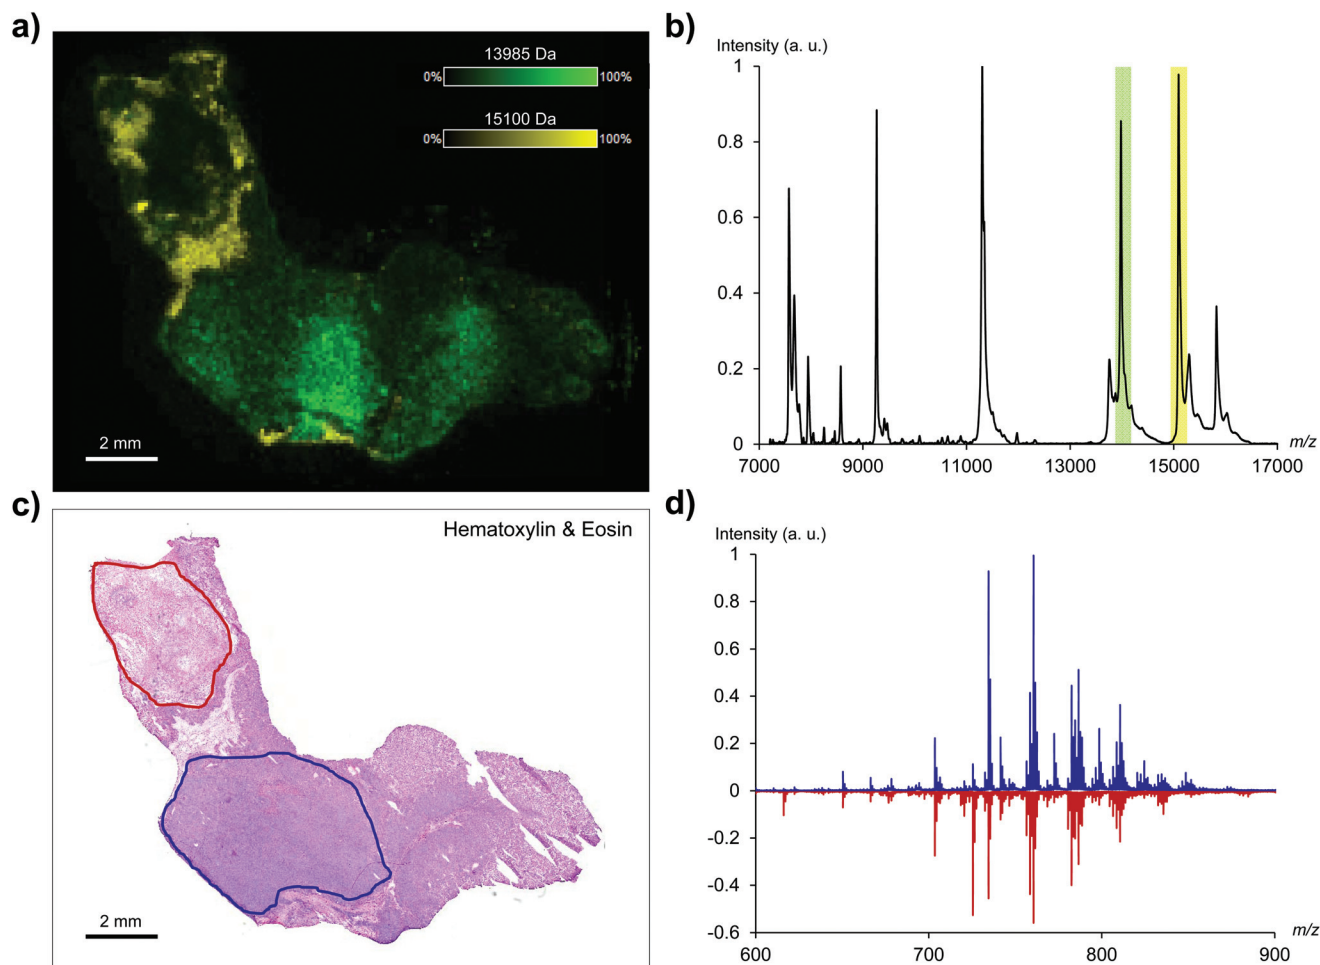 a)
13985 Da
0% 100%
15100 Da
0% 100%
2 mm
b)
Intensity (a. u.)
1
0.8
0.6
0.4
0.2
0
7000 9000 11000 13000 15000 17000
m/z
c)
Hematoxylin & Eosin
2 mm
d)
Intensity (a. u.)
1
0.8
0.6
0.4
0.2
0
-0.2
-0.4
-0.6
600 700 800 900
m/z